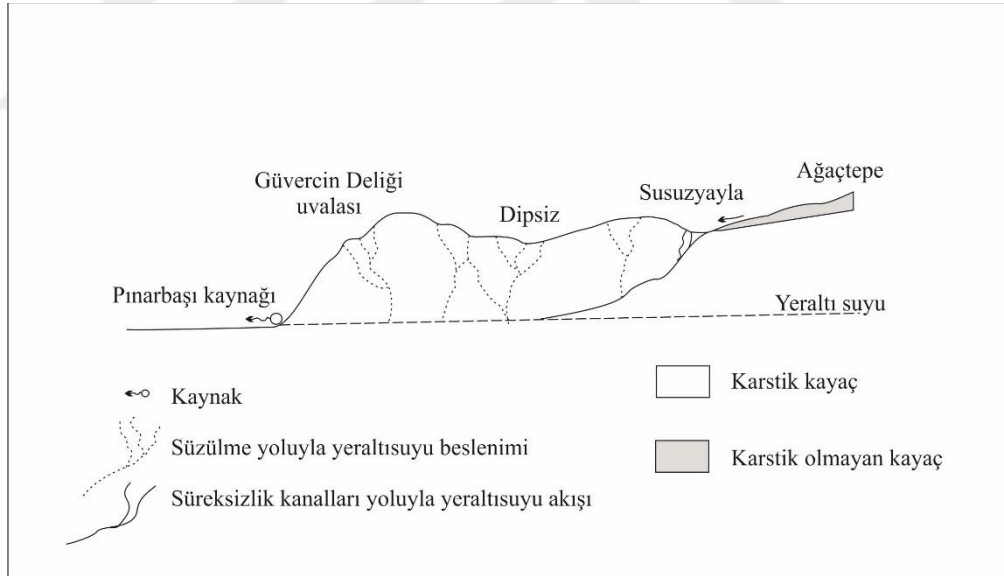 Ağaçtepe
Güvercin Deliği
uvalası
Susuzyayla
Dipsiz
Pınarbaşı kaynağı
Yeraltı suyu
Kaynak
Karstik kayaç
Süzülme yoluyla yeraltısuyu beslenimi
Karstik olmayan kayaç
Süreksizlik kanalları yoluyla yeraltısuyu akışı